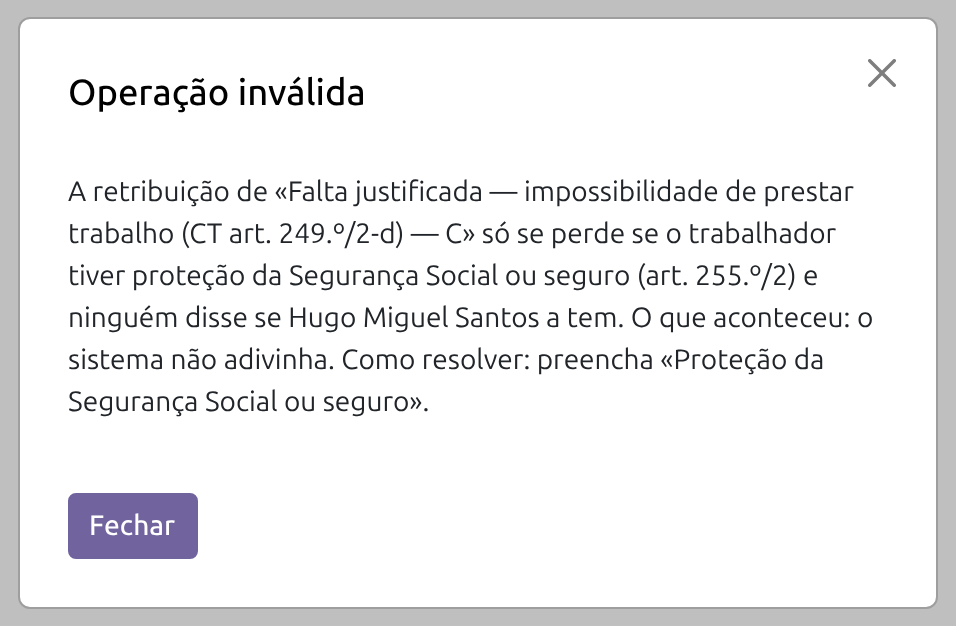 Operação inválida
A retribuição de «Falta justificada — impossibilidade de prestar
trabalho (CT art. 249.º/2-d) — C» só se perde se o trabalhador
tiver proteção da Segurança Social ou seguro (art. 255.º/2) e
ninguém disse se Hugo Miguel Santos a tem. O que aconteceu: o
sistema não adivinha. Como resolver: preencha «Proteção da
Segurança Social ou seguro».
Fechar